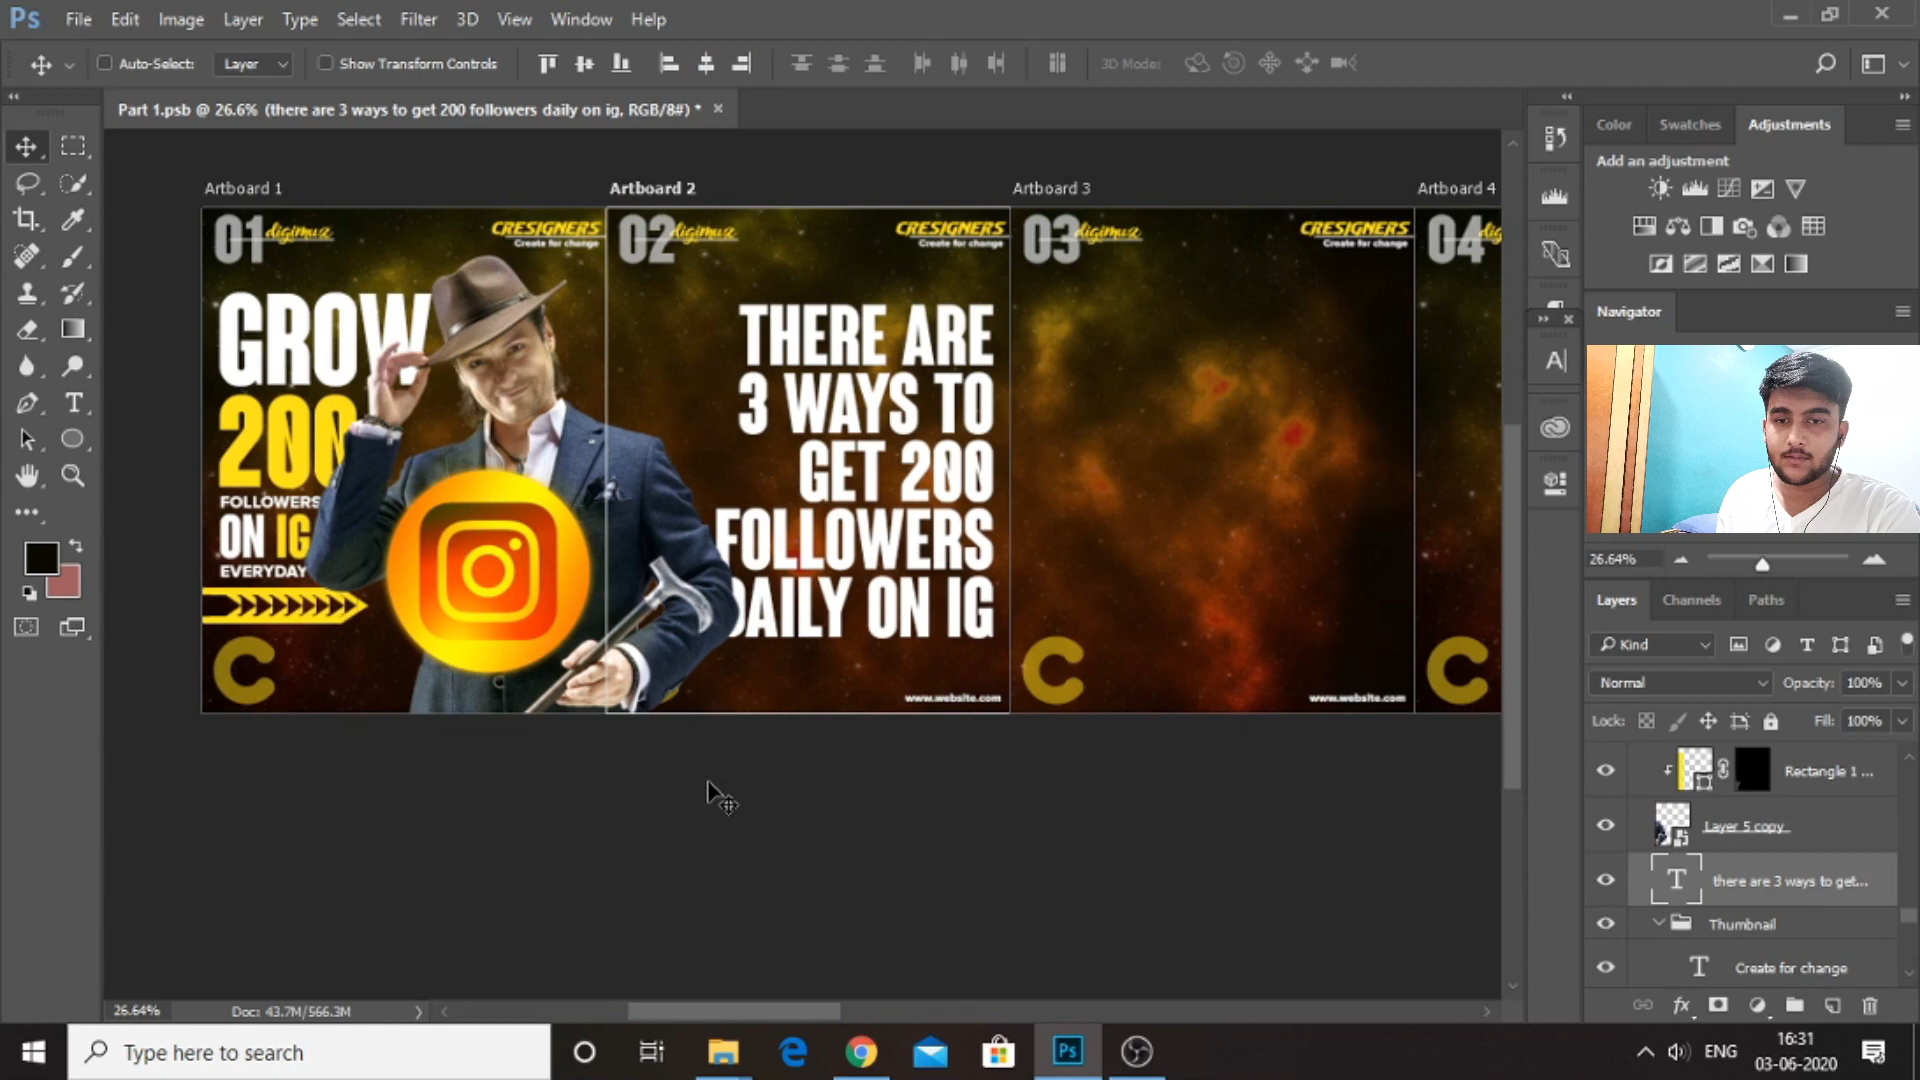 Ps File Edit Image Layer Type Select Filter 3D View Window Help
Auto-Select: Layer Show Transform Controls 3D Mode:
Part 1.psb @ 26.6% (there are 3 ways to get 200 followers daily on ig, RGB/8#) *
Color Swatches Adjustments
Add an adjustment
Artboard 1
Artboard 2
Artboard 3
Artboard 4
01 digimuz CRESIGNERS
Create for change
GROW
200
FOLLOWERS
ON IG
EVERYDAY
C
02 digimuz CRESIGNERS
Create for change
THERE ARE
3 WAYS TO
GET 200
FOLLOWERS
DAILY ON IG
www.website.com
03 digimuz CRESIGNERS
Create for change
C
www.website.com
04
C
Navigator
26.64%
Layers Channels Paths
Kind
Normal Opacity: 100%
Lock: Fill: 100%
Rectangle 1 ...
Layer 5 copy
there are 3 ways to get...
Thumbnail
Create for change
26.64% Doc: 43.7M/566.3M
Type here to search
Ps
ENG
16:31
03-06-2020